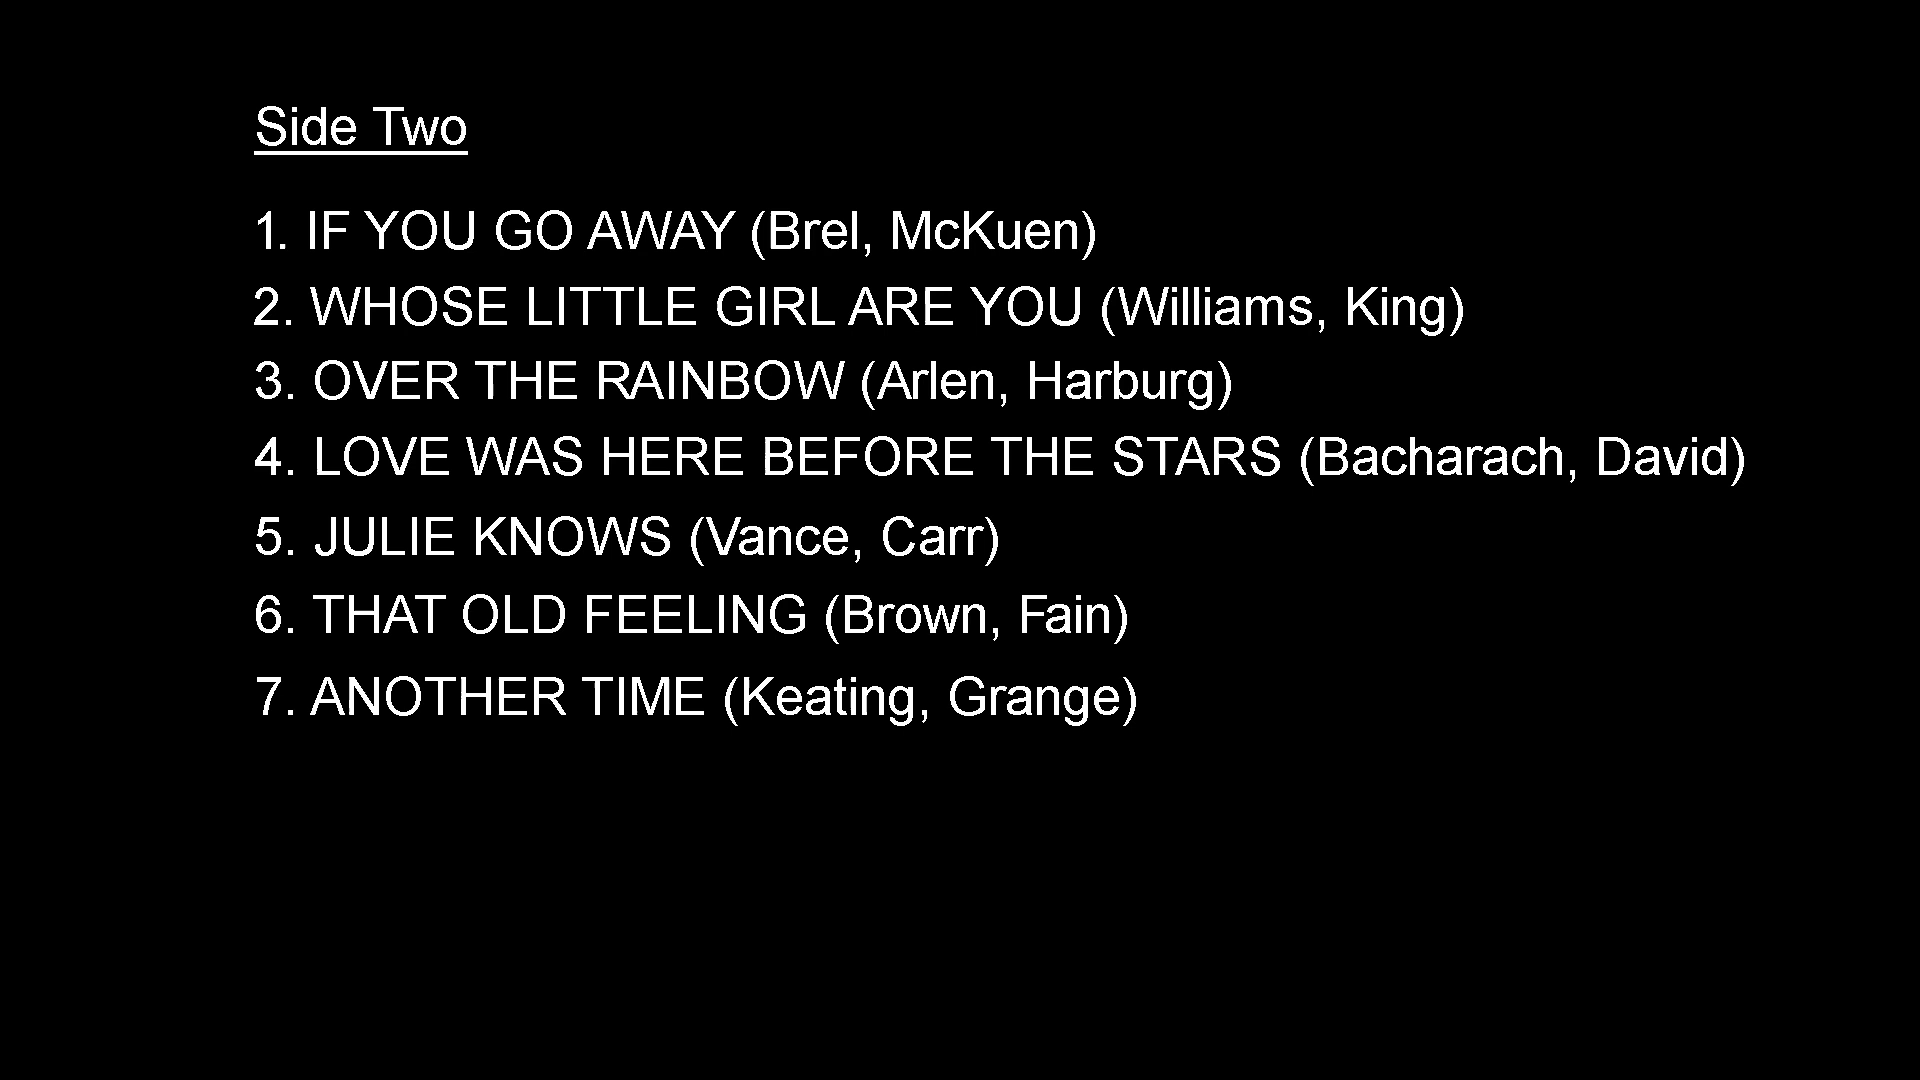 Side Two
1. IF YOU GO AWAY (Brel, McKuen)
2. WHOSE LITTLE GIRL ARE YOU (Williams, King)
3. OVER THE RAINBOW (Arlen, Harburg)
4. LOVE WAS HERE BEFORE THE STARS (Bacharach, David)
5. JULIE KNOWS (Vance, Carr)
6. THAT OLD FEELING (Brown, Fain)
7. ANOTHER TIME (Keating, Grange)